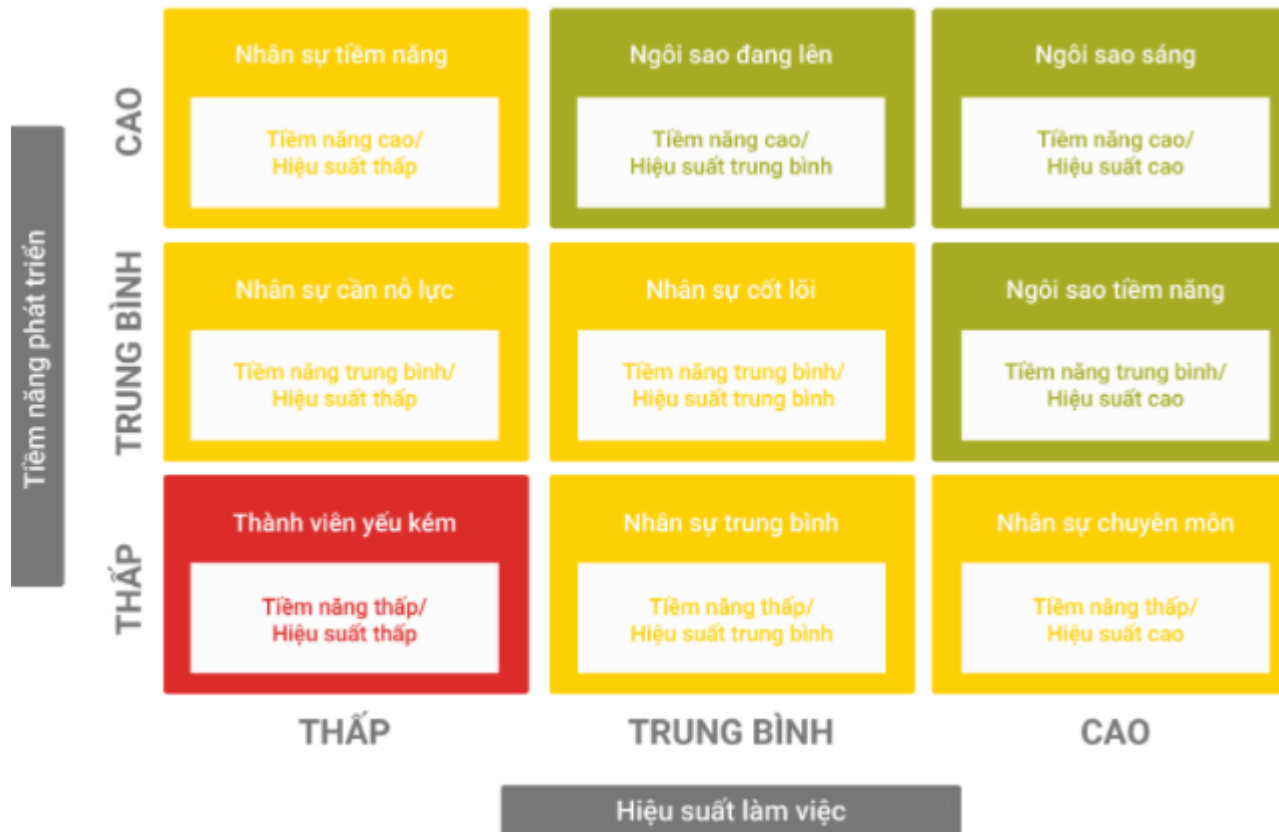 Nhân sự tiềm năng
Tiềm năng cao/
Hiệu suất thấp
Ngôi sao đang lên
Tiềm năng cao/
Hiệu suất trung bình
Ngôi sao sáng
Tiềm năng cao/
Hiệu suất cao
CAO
Tiềm năng phát triển
TRUNG BÌNH
Nhân sự cần nỗ lực
Tiềm năng trung bình/
Hiệu suất thấp
Nhân sự cốt lõi
Tiềm năng trung bình/
Hiệu suất trung bình
Ngôi sao tiềm năng
Tiềm năng trung bình/
Hiệu suất cao
THẤP
Thành viên yếu kém
Tiềm năng thấp/
Hiệu suất thấp
Nhân sự trung bình
Tiềm năng thấp/
Hiệu suất trung bình
Nhân sự chuyên môn
Tiềm năng thấp/
Hiệu suất cao
THẤP
TRUNG BÌNH
CAO
Hiệu suất làm việc